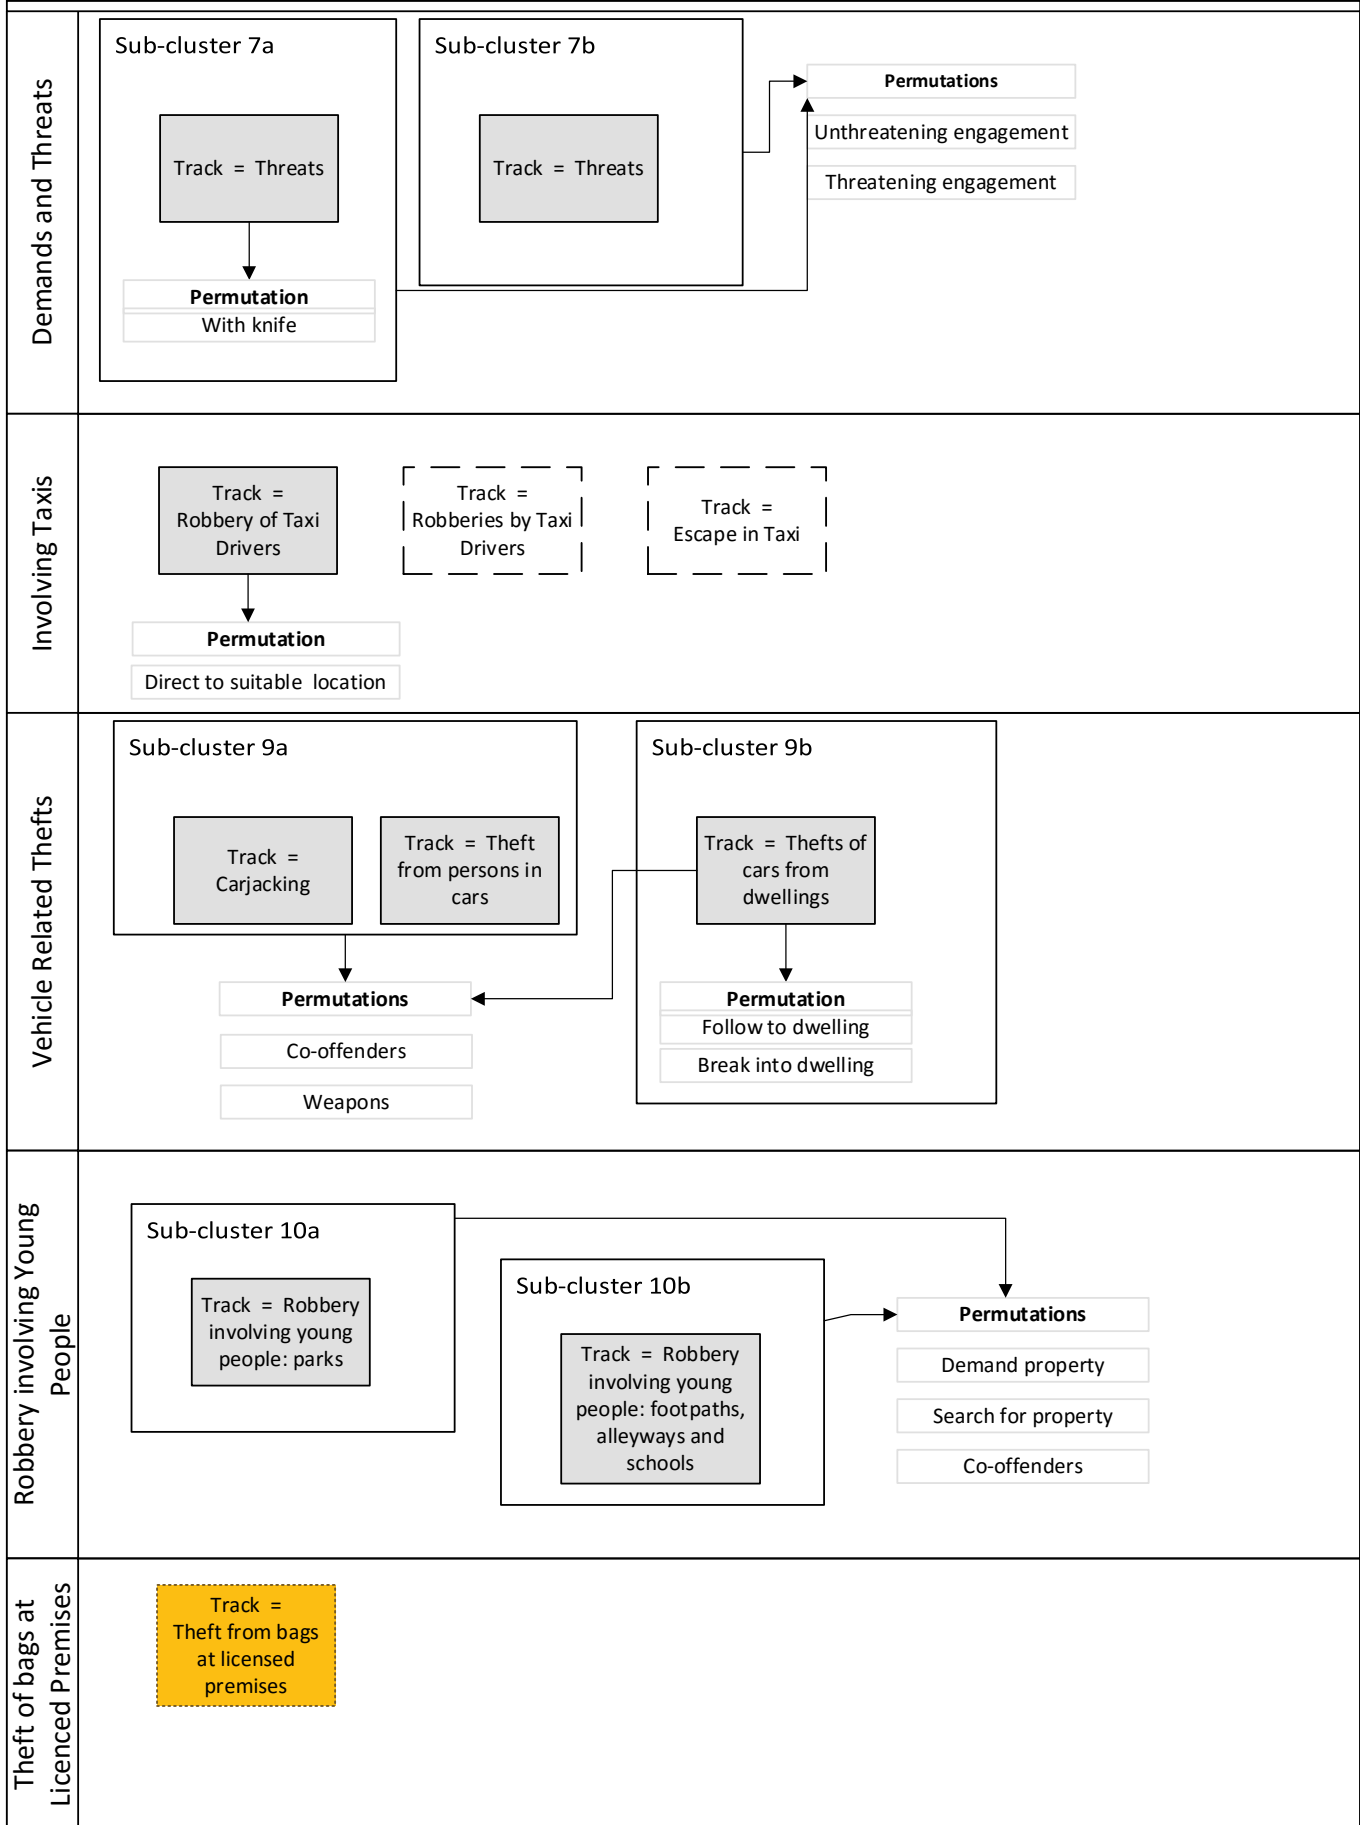 Demands and Threats
Sub-cluster 7a
Track = Threats
Permutation
With knife
Sub-cluster 7b
Track = Threats
Permutations
Unthreatening engagement
Threatening engagement
Involving Taxis
Track =
Robbery of Taxi
Drivers
Permutation
Direct to suitable location
Track =
Robberies by Taxi
Drivers
Track =
Escape in Taxi
Vehicle Related Thefts
Sub-cluster 9a
Track =
Carjacking
Track = Theft
from persons in
cars
Permutations
Co-offenders
Weapons
Sub-cluster 9b
Track = Thefts of
cars from
dwellings
Permutation
Follow to dwelling
Break into dwelling
Robbery involving Young
People
Sub-cluster 10a
Track = Robbery
involving young
people: parks
Sub-cluster 10b
Track = Robbery
involving young
people: footpaths,
alleyways and
schools
Permutations
Demand property
Search for property
Co-offenders
Theft of bags at
Licenced Premises
Track =
Theft from bags
at licensed
premises